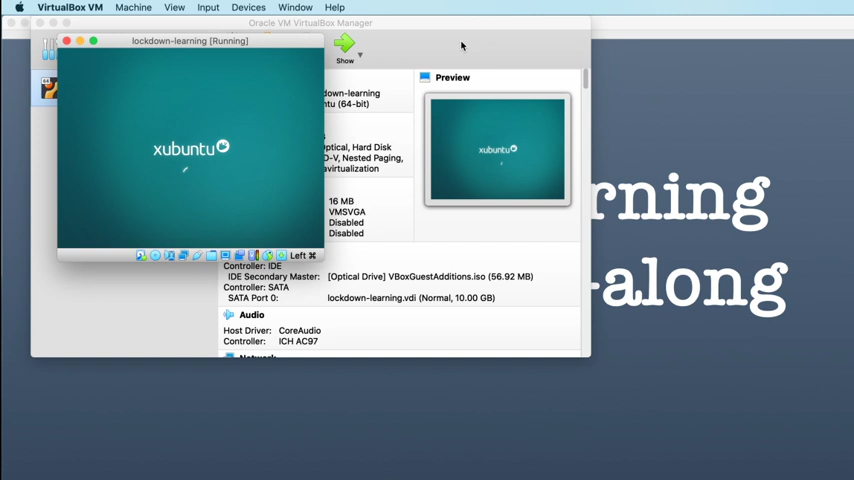 VirtualBox VM Machine View Input Devices Window Help
Oracle VM VirtualBox Manager
lockdown-learning [Running]
Show
Preview
xubuntu
xubuntu
down-learning
ntu (64-bit)
ptical, Hard Disk
D-V, Nested Paging,
avirtualization
16 MB
VMSVGA
Disabled
Disabled
Left ⌘
Controller: IDE
IDE Secondary Master: [Optical Drive] VBoxGuestAdditions.iso (56.92 MB)
Controller: SATA
SATA Port 0: lockdown-learning.vdi (Normal, 10.00 GB)
Audio
Host Driver: CoreAudio
Controller: ICH AC97
Network
rning
-along
64